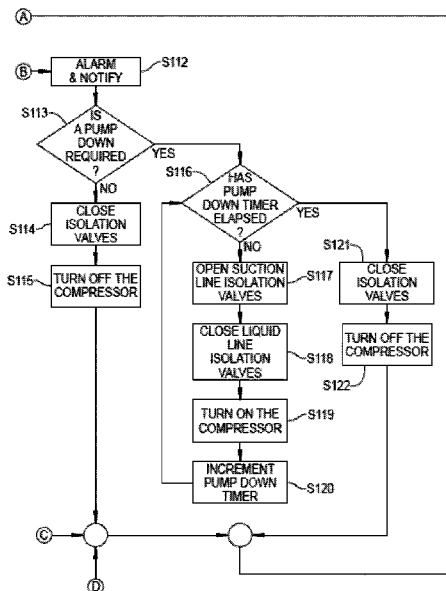 A
B
ALARM
& NOTIFY
S112
S113
IS
A PUMP
DOWN
REQUIRED
?
YES
NO
S114
CLOSE
ISOLATION
VALVES
S115
TURN OFF THE
COMPRESSOR
S116
HAS
PUMP
DOWN TIMER
ELAPSED
?
YES
NO
OPEN SUCTION
LINE ISOLATION
VALVES
S117
CLOSE LIQUID
LINE
ISOLATION
VALVES
S118
TURN ON THE
COMPRESSOR
S119
INCREMENT
PUMP DOWN
TIMER
S120
S121
CLOSE
ISOLATION
VALVES
TURN OFF THE
COMPRESSOR
S122
C
D